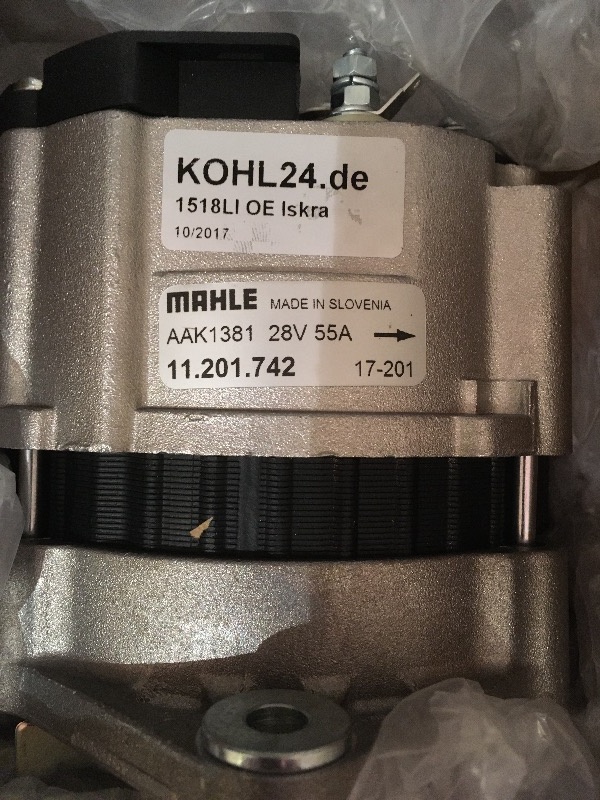 KOHL24.de
1518LI OE Iskra
10/2017
MAHLE MADE IN SLOVENIA
AAK1381 28V 55A →
11.201.742 17-201